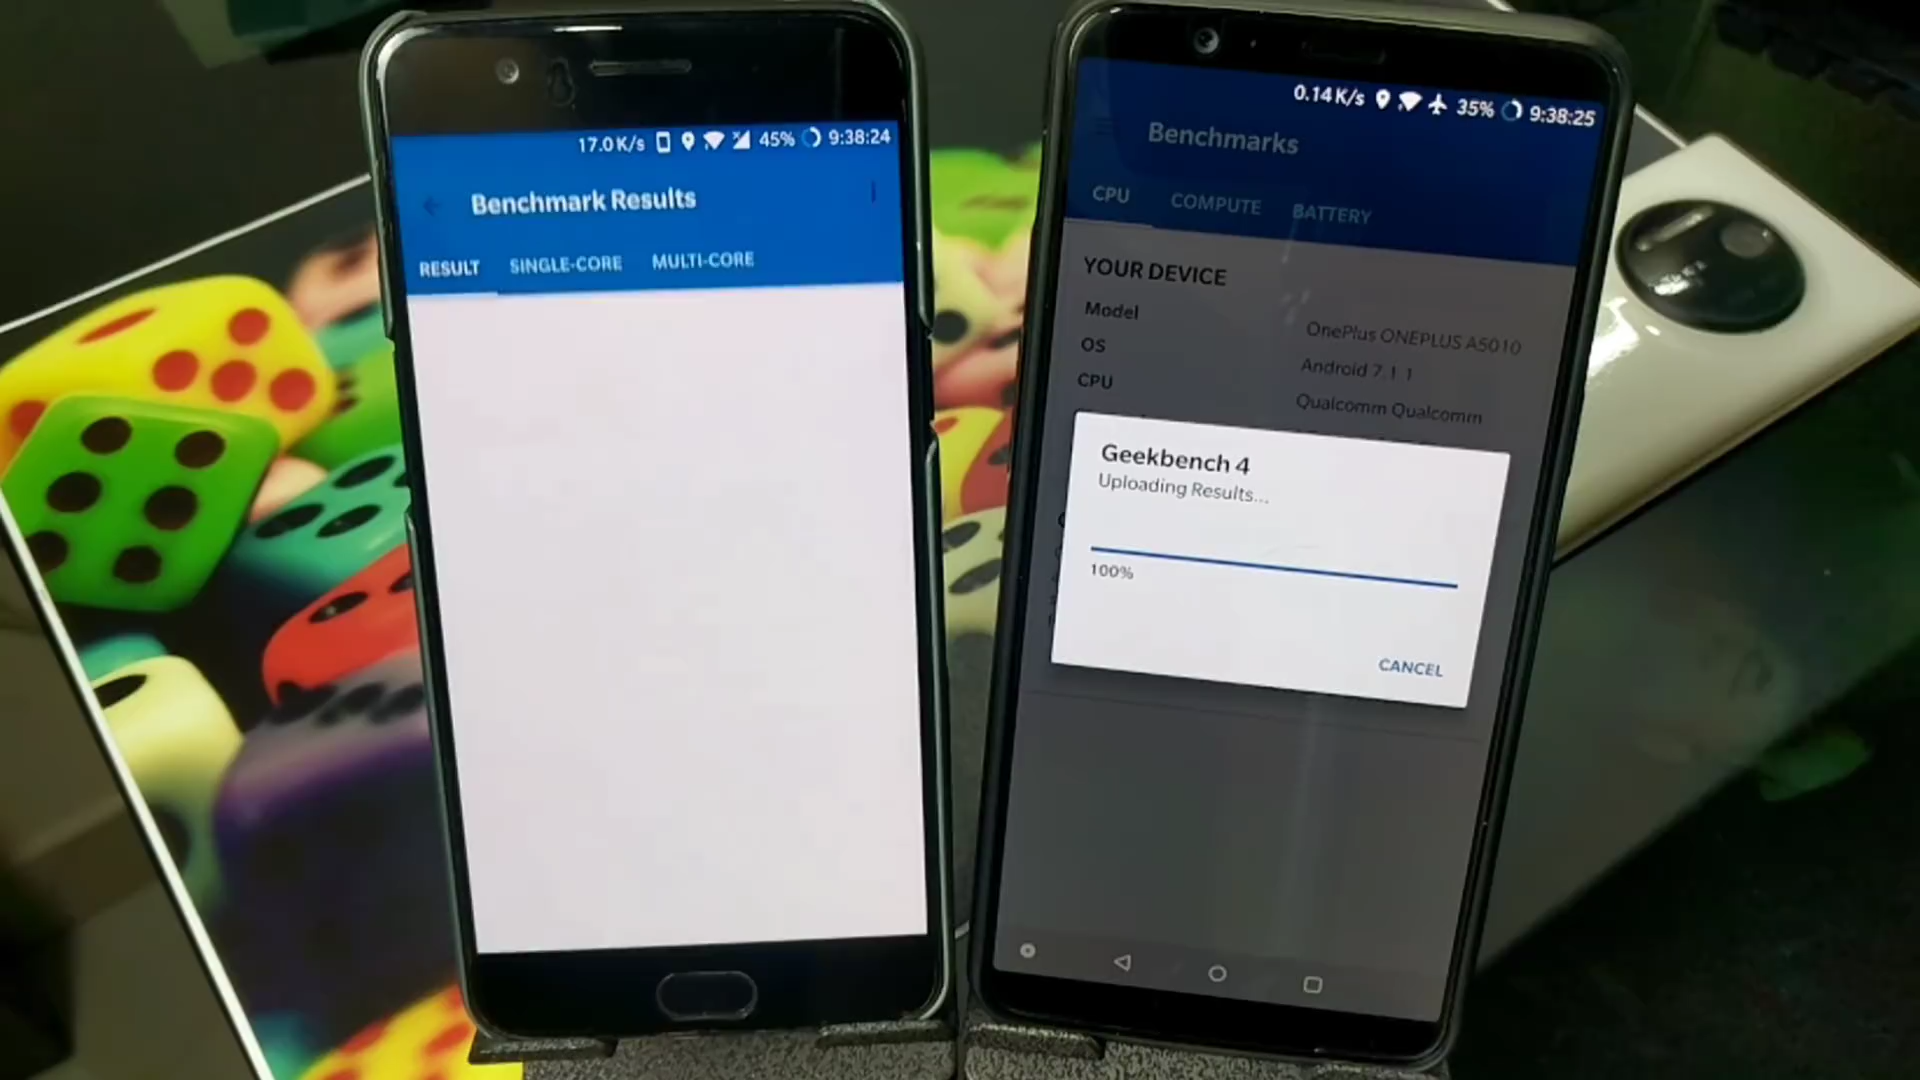 17.0K/s 45% 9:38:24
Benchmark Results
RESULT SINGLE-CORE MULTI-CORE
0.14K/s 35% 9:38:25
Benchmarks
CPU COMPUTE BATTERY
YOUR DEVICE
Model OnePlus ONEPLUS A5010
OS Android 7.1.1
CPU Qualcomm Qualcomm
Geekbench 4
Uploading Results...
100%
CANCEL